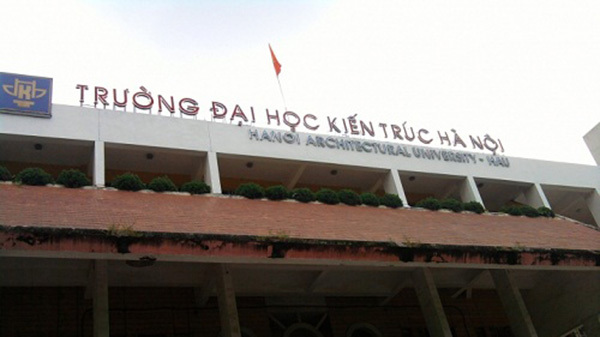 TRƯỜNG ĐẠI HỌC KIẾN TRÚC HÀ NỘI
HANOI ARCHITECTURAL UNIVERSITY - HAU